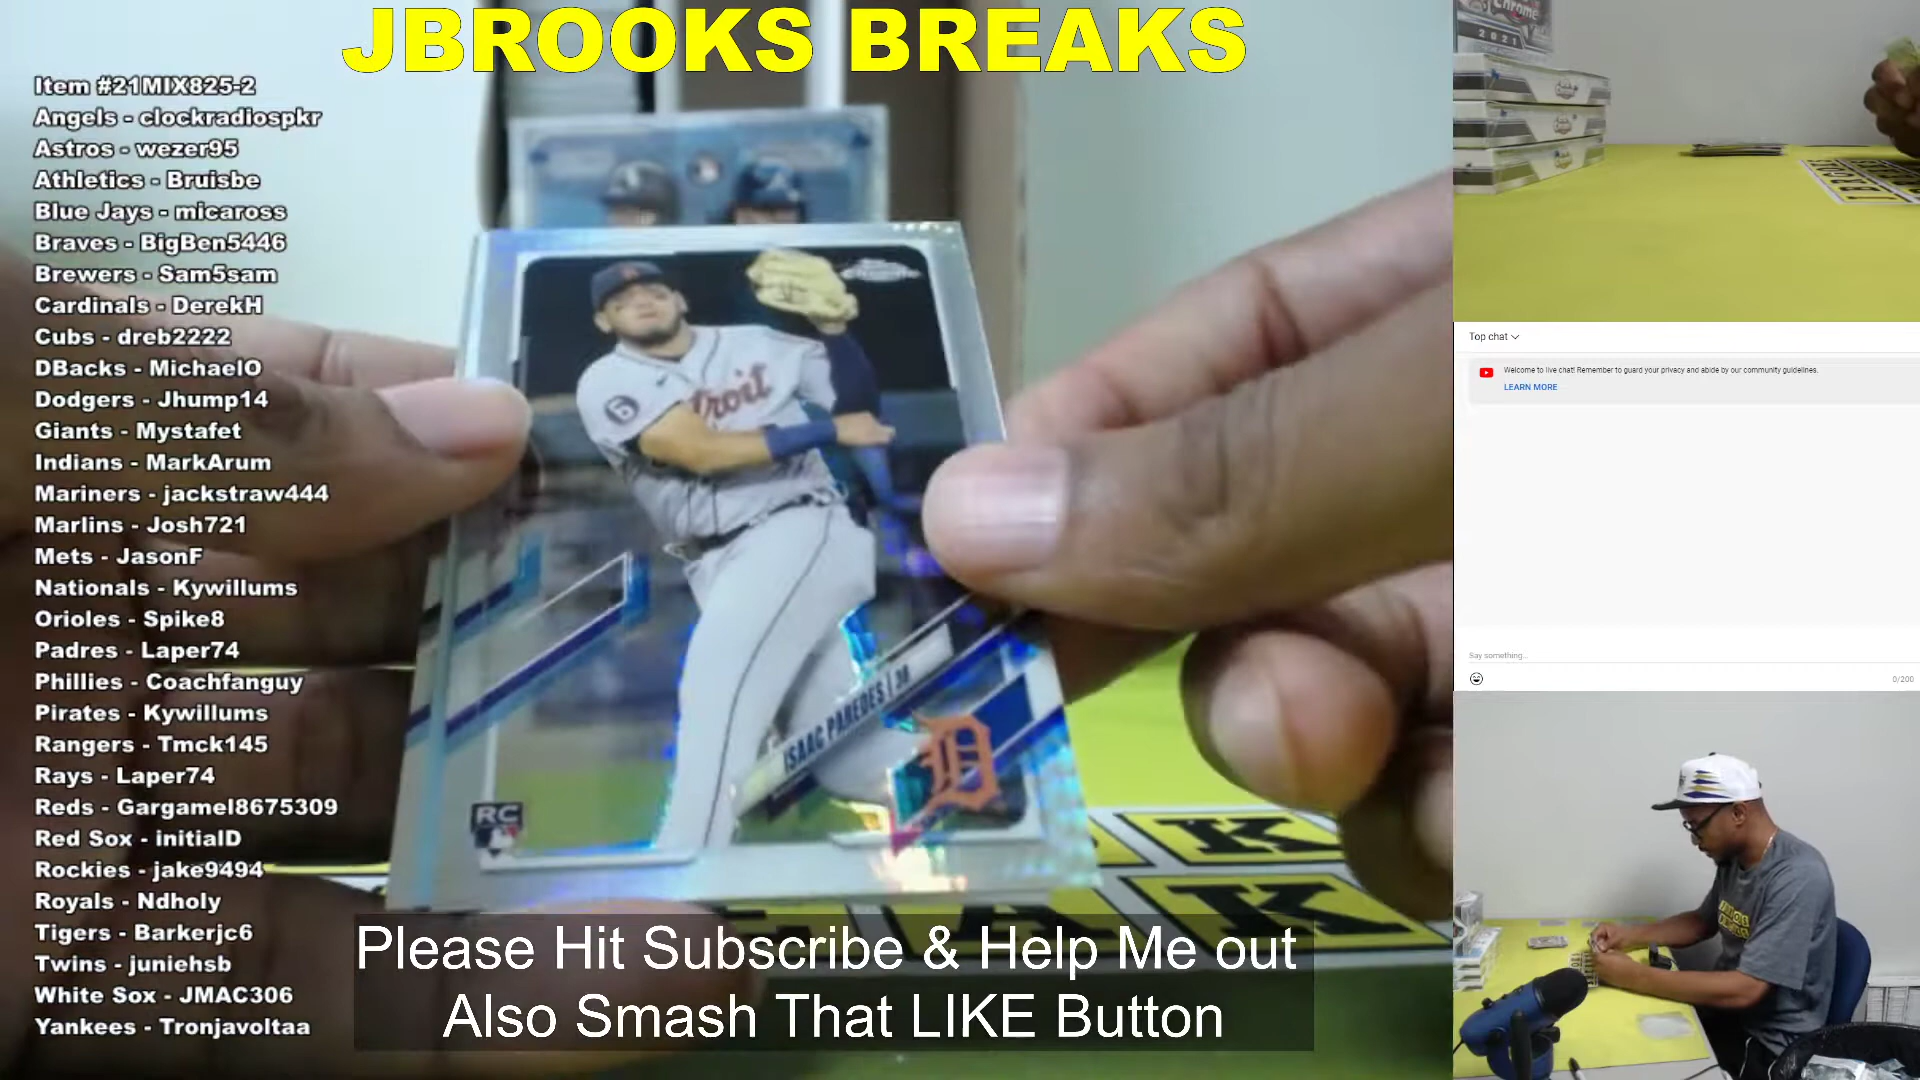 JBROOKS BREAKS
Item #21MIX825-2
Angels - clockradiospkr
Astros - wezer95
Athletics - Bruisbe
Blue Jays - micaross
Braves - BigBen5446
Brewers - Sam5sam
Cardinals - DerekH
Cubs - dreb2222
DBacks - MichaelO
Dodgers - Jhump14
Giants - Mystafet
Indians - MarkArum
Mariners - jackstraw444
Marlins - Josh721
Mets - JasonF
Nationals - Kywillums
Orioles - Spike8
Padres - Laper74
Phillies - Coachfanguy
Pirates - Kywillums
Rangers - Tmck145
Rays - Laper74
Reds - Gargamel8675309
Red Sox - initialD
Rockies - jake9494
Royals - Ndholy
Tigers - Barkerjc6
Twins - juniehsb
White Sox - JMAC306
Yankees - Tronjavoltaa
Chrome
troit
ISAAC PAREDES | 3B
D
RC
Please Hit Subscribe & Help Me out
Also Smash That LIKE Button
Chrome
2021
Top chat
Welcome to live chat! Remember to guard your privacy and abide by our community guidelines.
LEARN MORE
Say something...
0/200